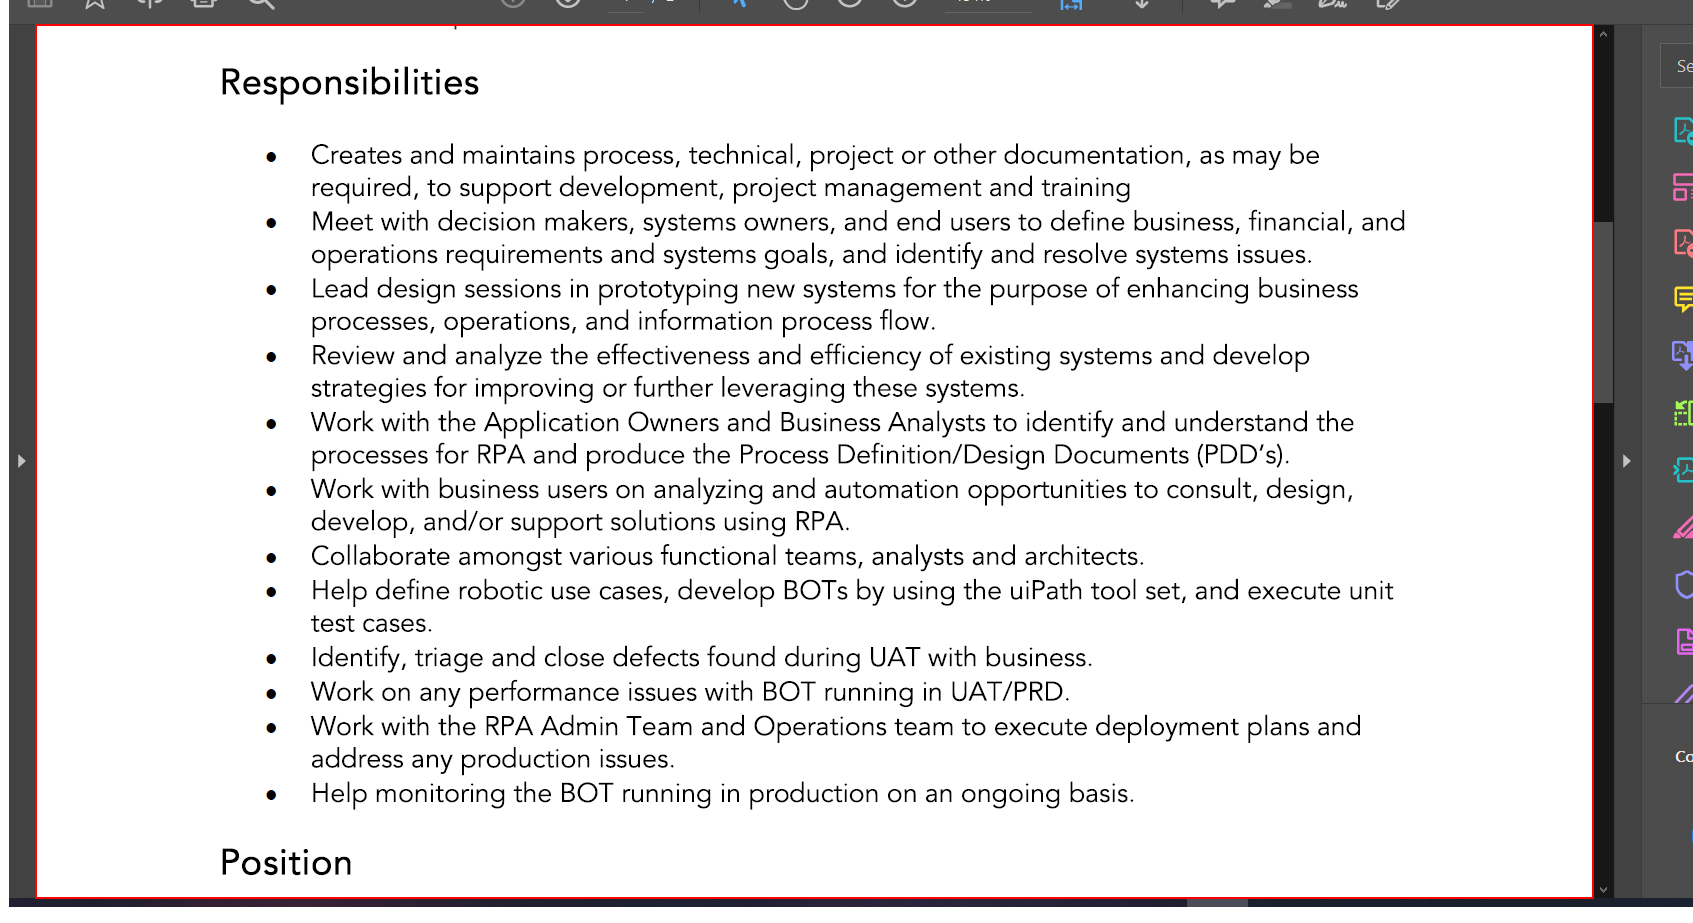 Responsibilities
● Creates and maintains process, technical, project or other documentation, as may be
required, to support development, project management and training
● Meet with decision makers, systems owners, and end users to define business, financial, and
operations requirements and systems goals, and identify and resolve systems issues.
● Lead design sessions in prototyping new systems for the purpose of enhancing business
processes, operations, and information process flow.
● Review and analyze the effectiveness and efficiency of existing systems and develop
strategies for improving or further leveraging these systems.
● Work with the Application Owners and Business Analysts to identify and understand the
processes for RPA and produce the Process Definition/Design Documents (PDD's).
● Work with business users on analyzing and automation opportunities to consult, design,
develop, and/or support solutions using RPA.
● Collaborate amongst various functional teams, analysts and architects.
● Help define robotic use cases, develop BOTs by using the uiPath tool set, and execute unit
test cases.
● Identify, triage and close defects found during UAT with business.
● Work on any performance issues with BOT running in UAT/PRD.
● Work with the RPA Admin Team and Operations team to execute deployment plans and
address any production issues.
● Help monitoring the BOT running in production on an ongoing basis.
Position
Se
Co